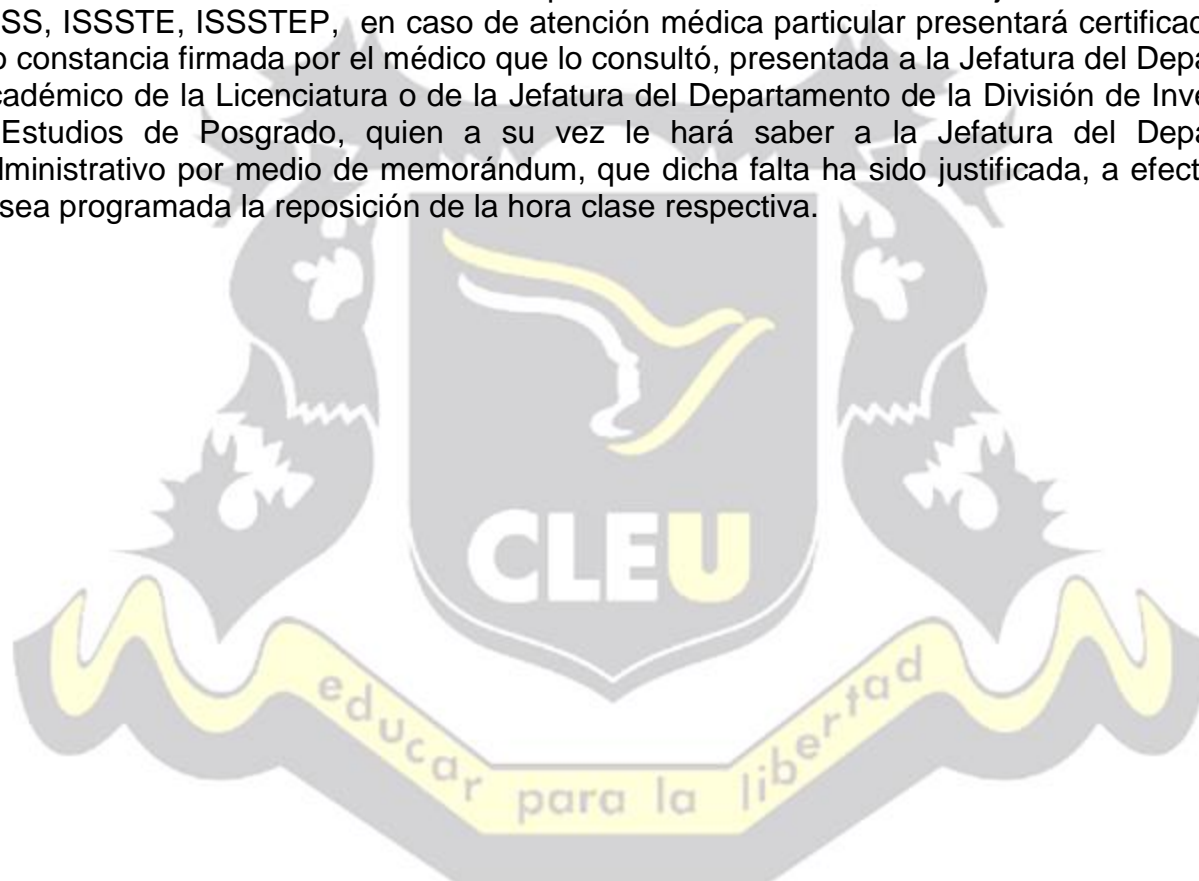 SS, ISSSTE, ISSSTEP, en caso de atención médica particular presentará certificad
o constancia firmada por el médico que lo consultó, presentada a la Jefatura del Depa
cadémico de la Licenciatura o de la Jefatura del Departamento de la División de Inve
Estudios de Posgrado, quien a su vez le hará saber a la Jefatura del Depa
dministrativo por medio de memorándum, que dicha falta ha sido justificada, a efect
sea programada la reposición de la hora clase respectiva.
CLEU
educar para la libertad